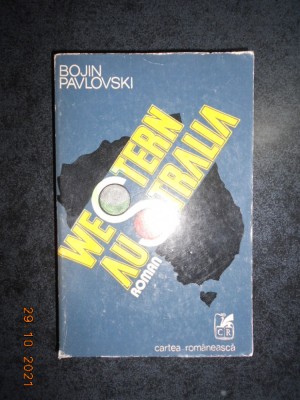 BOJIN
PAVLOVSKI
WESTERN
AUSTRALIA
ROMAN
CR
cartea românească
29.10.2021